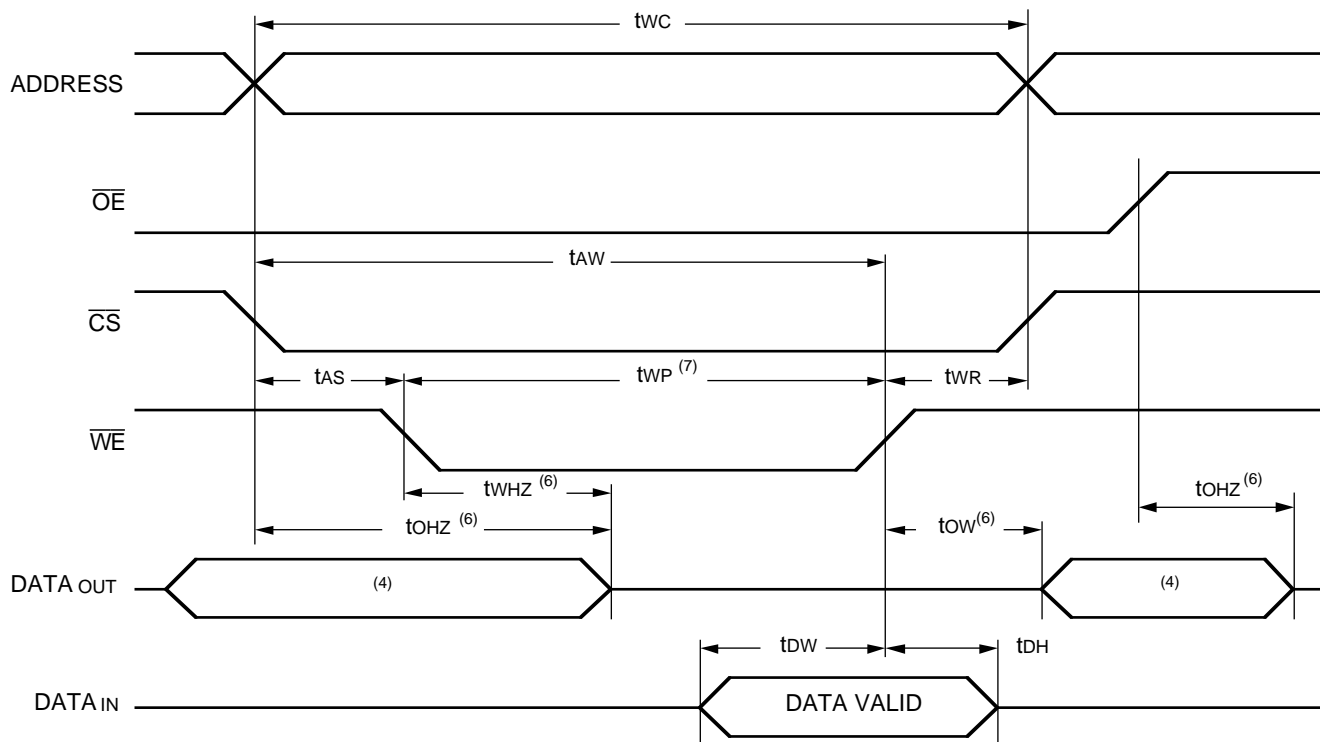 tWC
ADDRESS
OE
tAW
CS
tAS
tWP (7)
tWR
WE
tWHZ (6)
tOHZ (6)
tOHZ (6)
tOW(6)
DATA OUT
(4)
(4)
tDW
tDH
DATA IN
DATA VALID